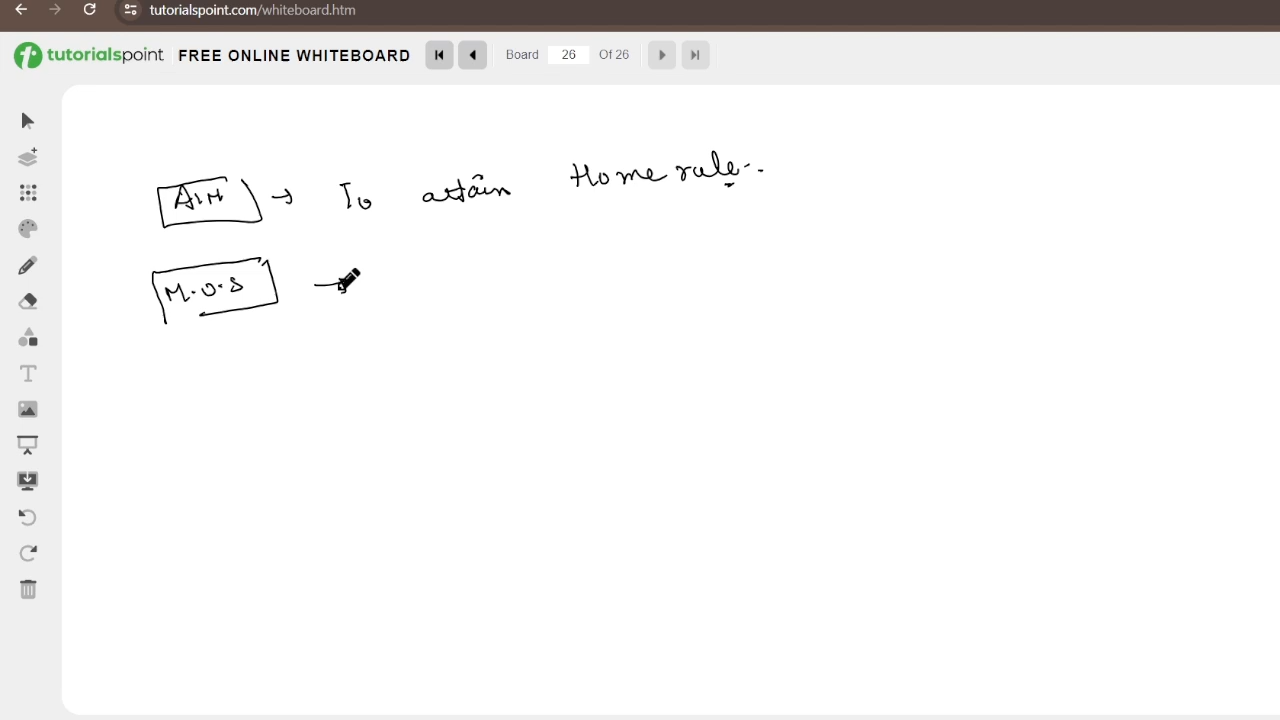 tutorialspoint.com/whiteboard.htm
tutorialspoint FREE ONLINE WHITEBOARD Board 26 Of 26
AIM → To attain Home rule..
M.O.S →